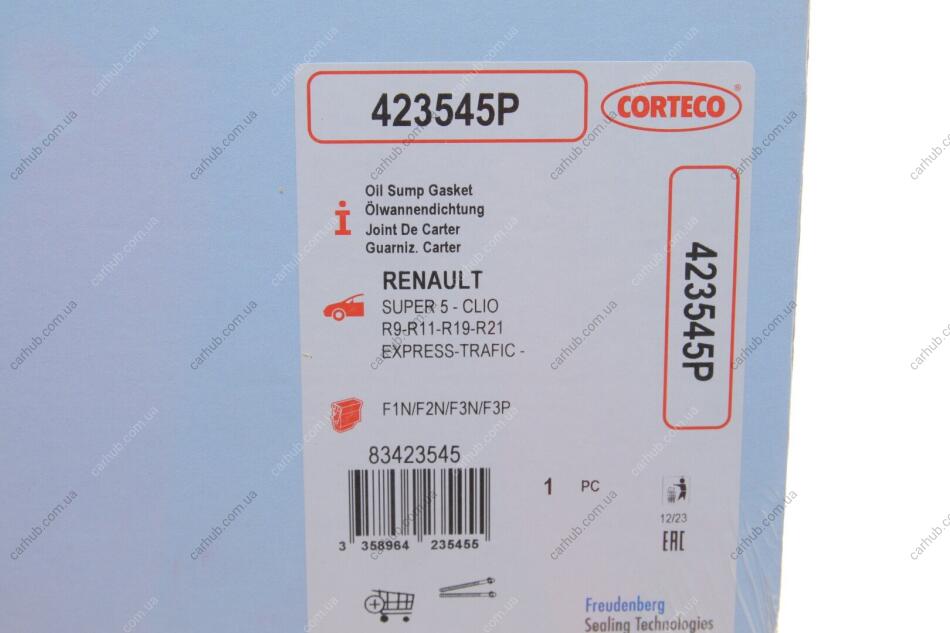 423545P
CORTECO®
Oil Sump Gasket
Ölwannendichtung
Joint De Carter
Guarniz. Carter
RENAULT
SUPER 5 - CLIO
R9-R11-R19-R21
EXPRESS-TRAFIC -
423545P
F1N/F2N/F3N/F3P
83423545
1 PC
12/23
EAC
3 358964 235455
Freudenberg
Sealing Technologies
carhub.com.ua